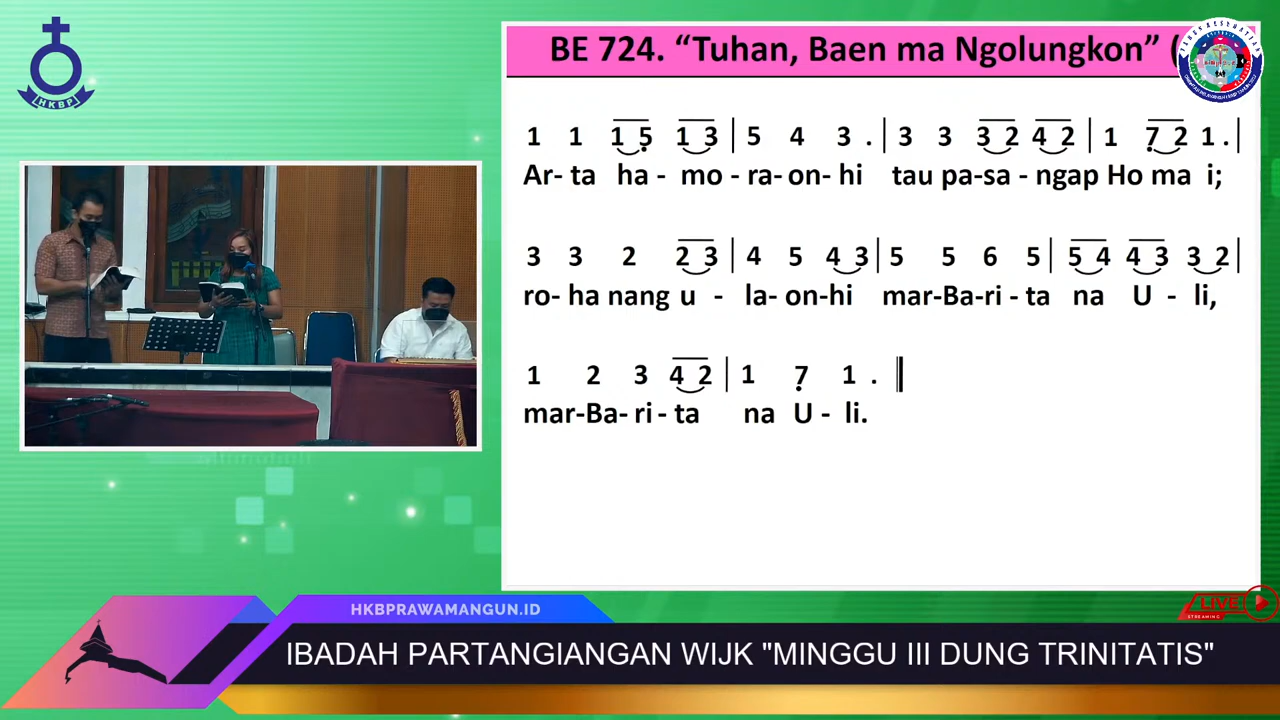 HKBP
BE 724. “Tuhan, Baen ma Ngolungkon” (
1 1 1 5 1 3 | 5 4 3 . | 3 3 3 2 4 2 | 1 7 2 1 . |
Ar- ta ha - mo - ra- on- hi tau pa-sa - ngap Ho ma i;
3 3 2 2 3 | 4 5 4 3 | 5 5 6 5 | 5 4 4 3 3 2 |
ro- ha nang u - la- on-hi mar-Ba-ri - ta na U - li,
1 2 3 4 2 | 1 7 1 . ||
mar-Ba- ri - ta na U - li.
HKBPRAWAMANGUN.ID
LIVE
STREAMING
IBADAH PARTANGIANGAN WIJK "MINGGU III DUNG TRINITATIS"